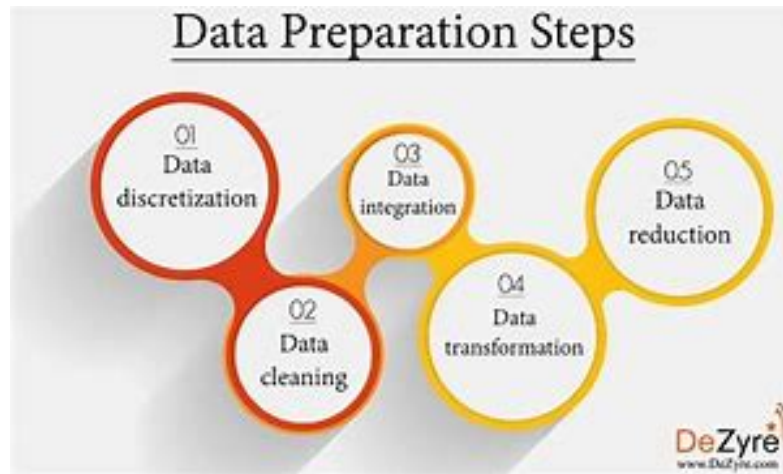 Data Preparation Steps
01
Data
discretization
02
Data
cleaning
03
Data
integration
04
Data
transformation
05
Data
reduction
DeZyre
www.DeZyre.com